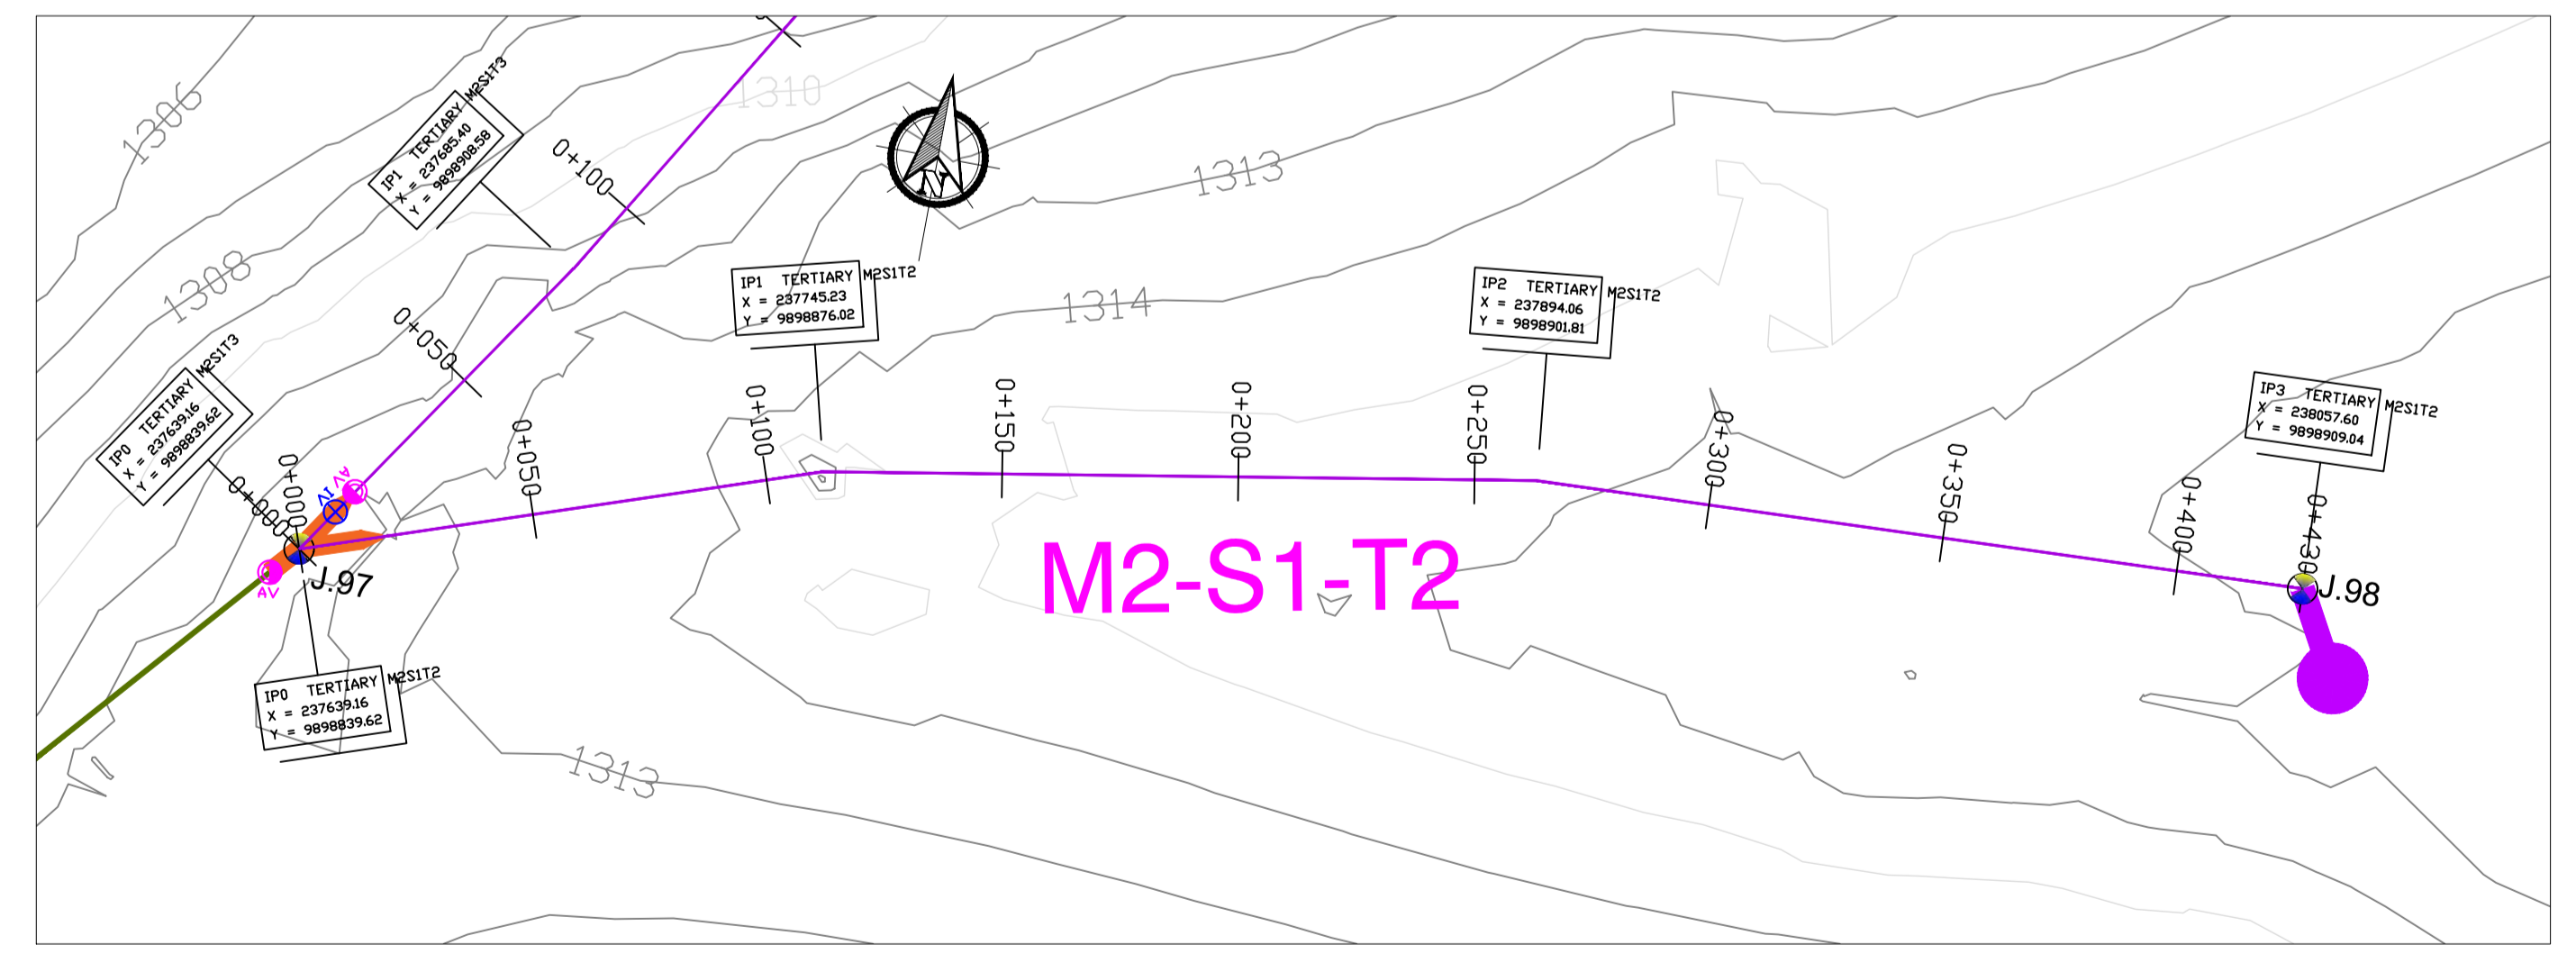 1306
1310
IP1 TERTIARY M2S1T3
X = 237685.40
Y = 9898908.58
0+100
1313
1308
IP1 TERTIARY M2S1T2
X = 237745.23
Y = 9898876.02
N
1314
IP2 TERTIARY M2S1T2
X = 237894.06
Y = 9898901.81
0+050
IP0 TERTIARY M2S1T3
X = 237639.16
Y = 9898839.62
0+000
0+000
0+050
0+100
0+150
0+200
0+250
0+300
0+350
0+400
0+430
IP3 TERTIARY M2S1T2
X = 238057.60
Y = 9898909.04
AV
IV
AV
J.97
M2-S1-T2
J.98
IP0 TERTIARY M2S1T2
X = 237639.16
Y = 9898839.62
1313